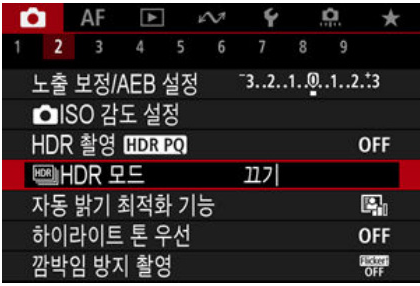 AF
1 2 3 4 5 6 7 8 9
노출 보정/AEB 설정 -3..2..1..0..1..2..+3
ISO 감도 설정
HDR 촬영 HDR PQ OFF
HDR HDR 모드 끄기
자동 밝기 최적화 기능
하이라이트 톤 우선 OFF
깜박임 방지 촬영 Flicker! OFF